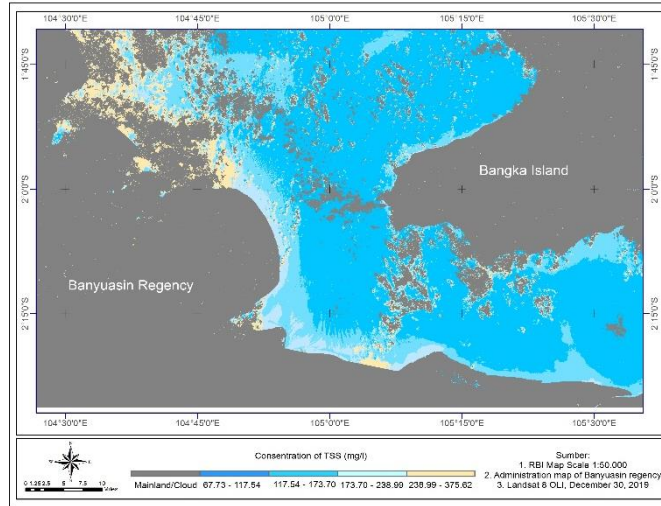 104°30'0"E 104°45'0"E 105°0'0"E 105°15'0"E 105°30'0"E
1°45'0"S 1°45'0"S
2°0'0"S 2°0'0"S
Bangka Island
Banyuasin Regency
2°15'0"S 2°15'0"S
104°30'0"E 104°45'0"E 105°0'0"E 105°15'0"E 105°30'0"E
Consentration of TSS (mg/l)
Mainland/Cloud 67.73 - 117.54 117.54 - 173.70 173.70 - 238.99 238.99 - 375.62
Sumber:
1. RBI Map Scale 1:50.000
2. Administration map of Banyuasin regency
3. Landsat 8 OLI, December 30, 2019